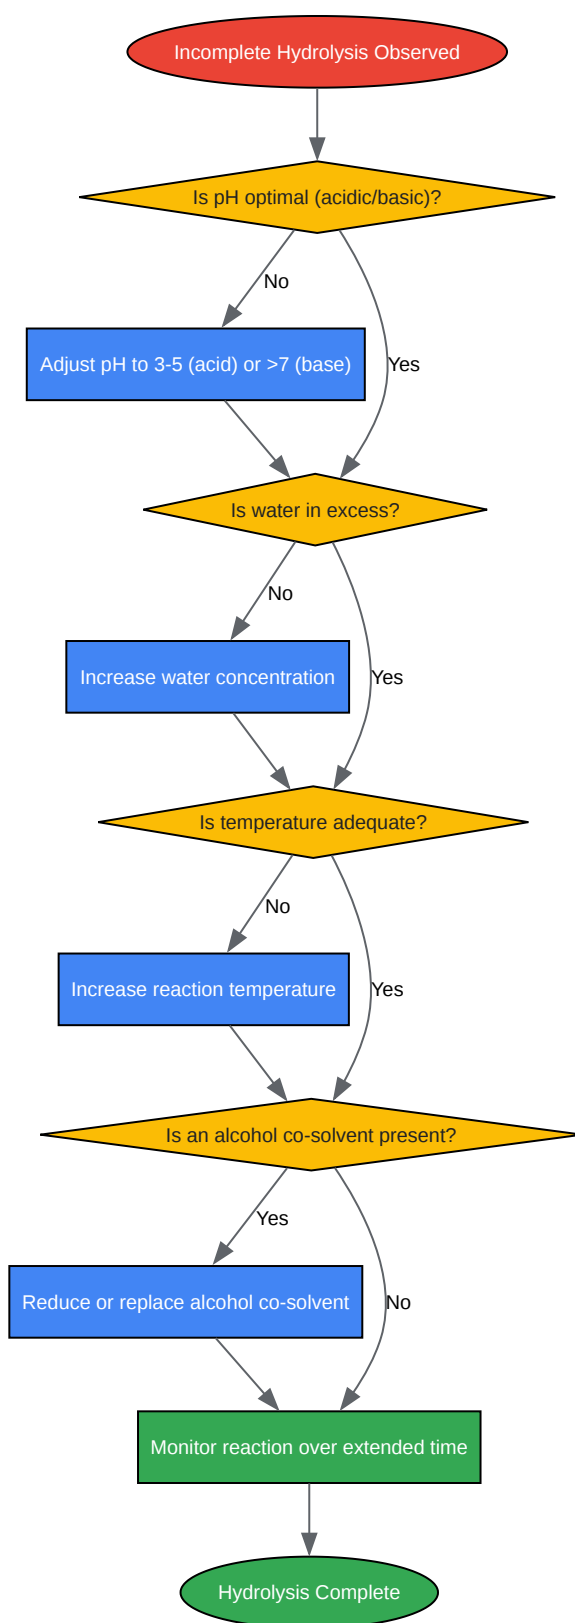 Incomplete Hydrolysis Observed
Is pH optimal (acidic/basic)?
No
Adjust pH to 3-5 (acid) or >7 (base)
Yes
Is water in excess?
No
Increase water concentration
Yes
Is temperature adequate?
No
Increase reaction temperature
Yes
Is an alcohol co-solvent present?
Yes
Reduce or replace alcohol co-solvent
No
Monitor reaction over extended time
Hydrolysis Complete